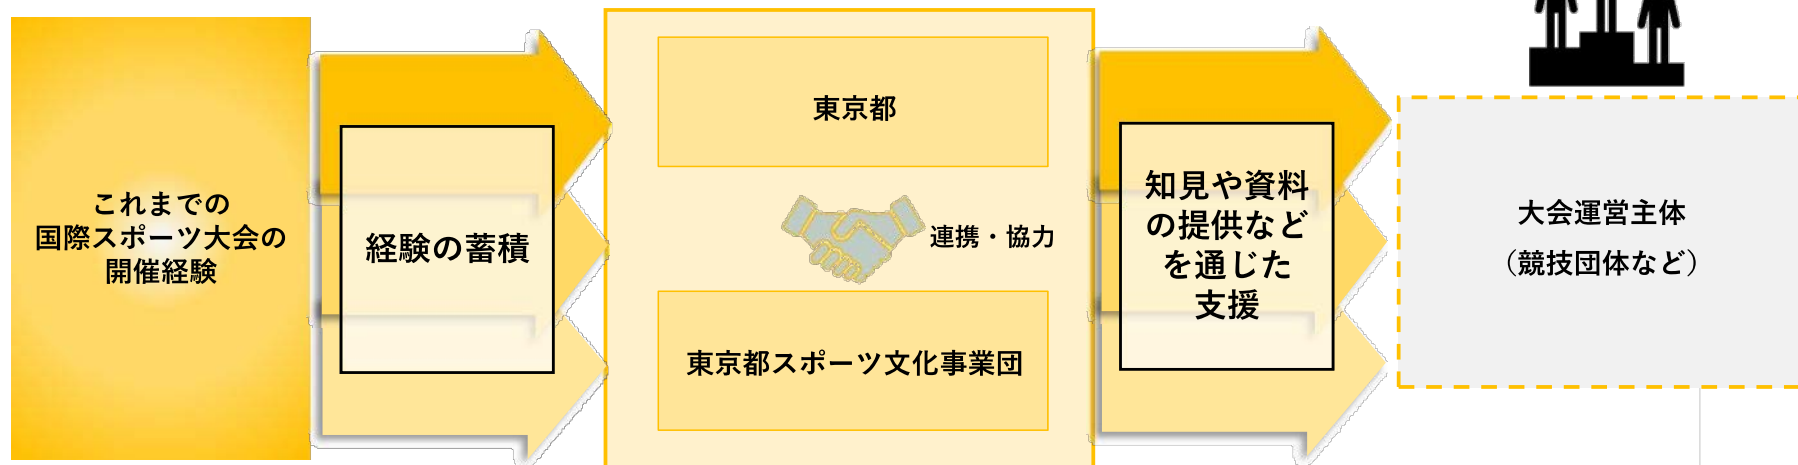 これまでの
国際スポーツ大会の
開催経験
経験の蓄積
東京都
連携・協力
東京都スポーツ文化事業団
知見や資料
の提供など
を通じた
支援
大会運営主体
（競技団体など）